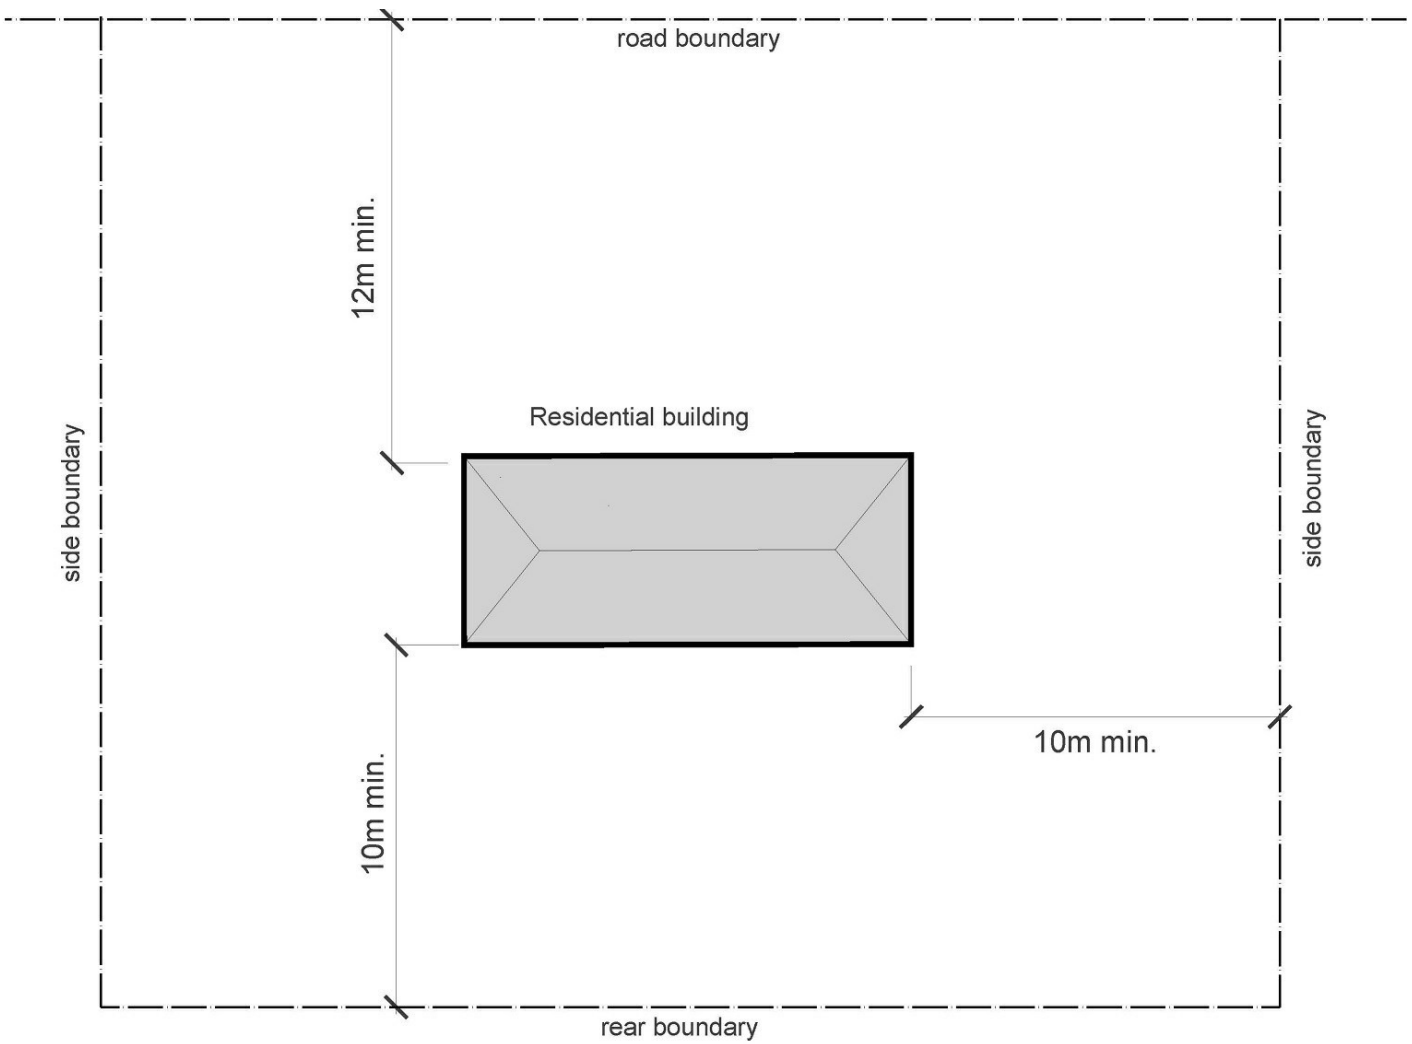 road boundary
12m min.
Residential building
side boundary
side boundary
10m min.
10m min.
rear boundary